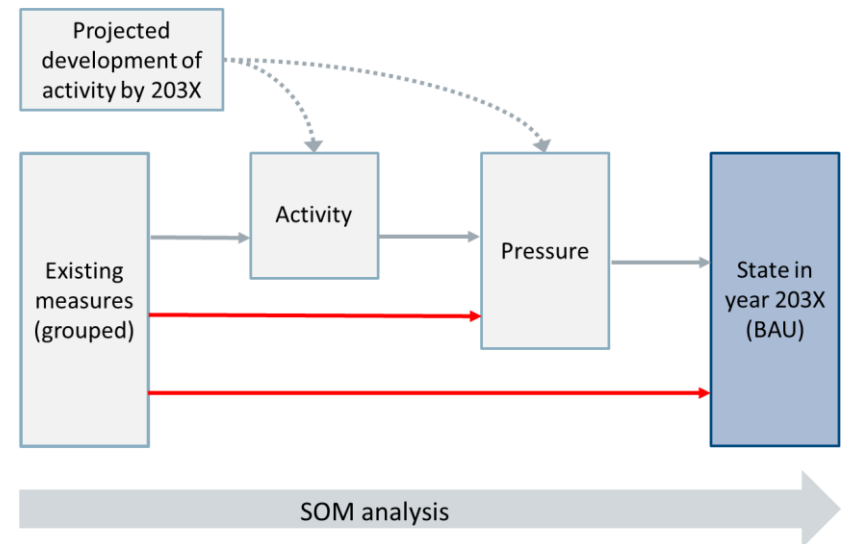 Projected
development of
activity by 203X
Activity
Pressure
Existing
measures
(grouped)
State in
year 203X
(BAU)
SOM analysis